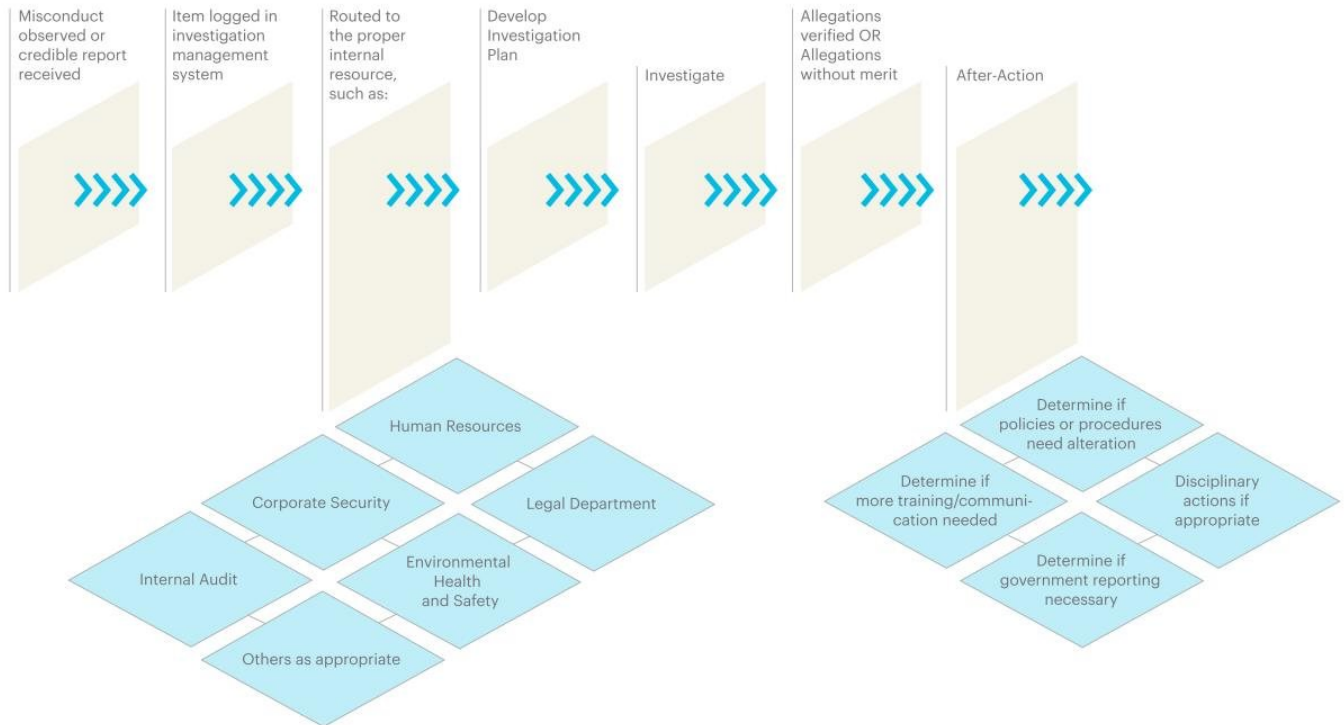 Misconduct
observed or
credible report
received
Item logged in
investigation
management
system
Routed to
the proper
internal
resource,
such as:
Develop
Investigation
Plan
Investigate
Allegations
verified OR
Allegations
without merit
After-Action
Human Resources
Corporate Security
Legal Department
Internal Audit
Environmental
Health
and Safety
Others as appropriate
Determine if
policies or procedures
need alteration
Determine if
more training/communi-
cation needed
Disciplinary
actions if
appropriate
Determine if
government reporting
necessary